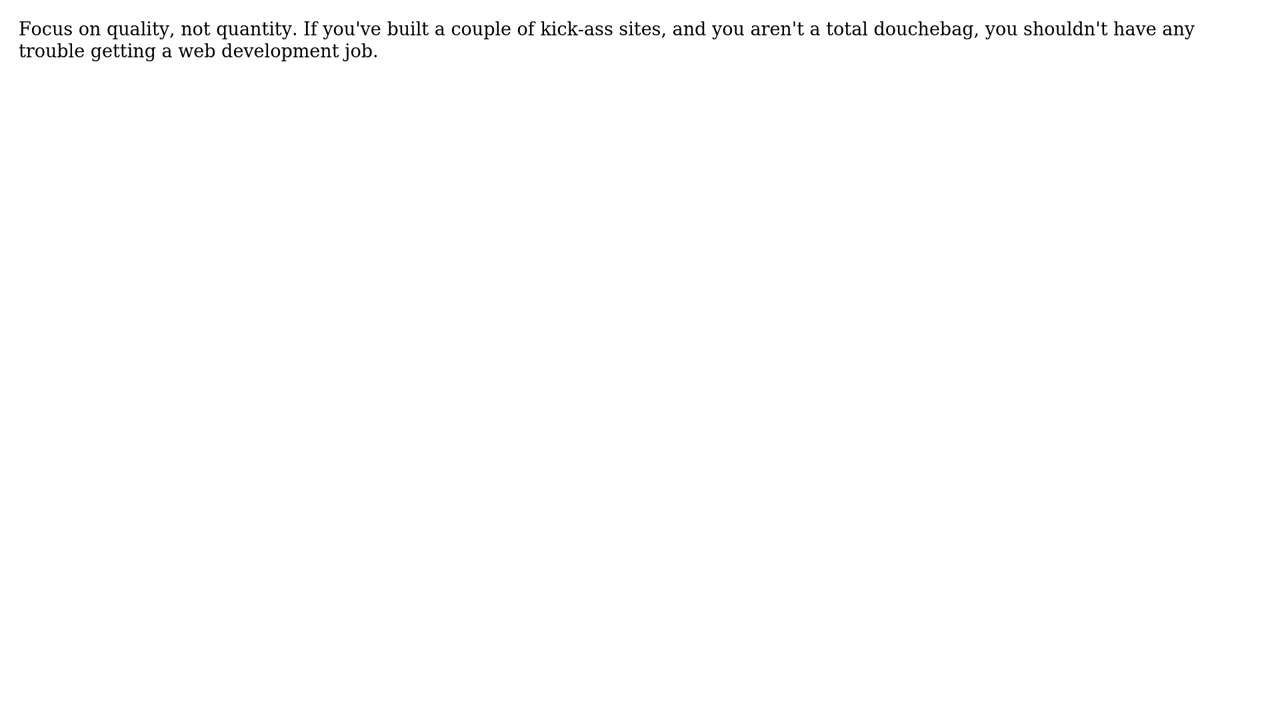 Focus on quality, not quantity. If you've built a couple of kick-ass sites, and you aren't a total douchebag, you shouldn't have any
trouble getting a web development job.